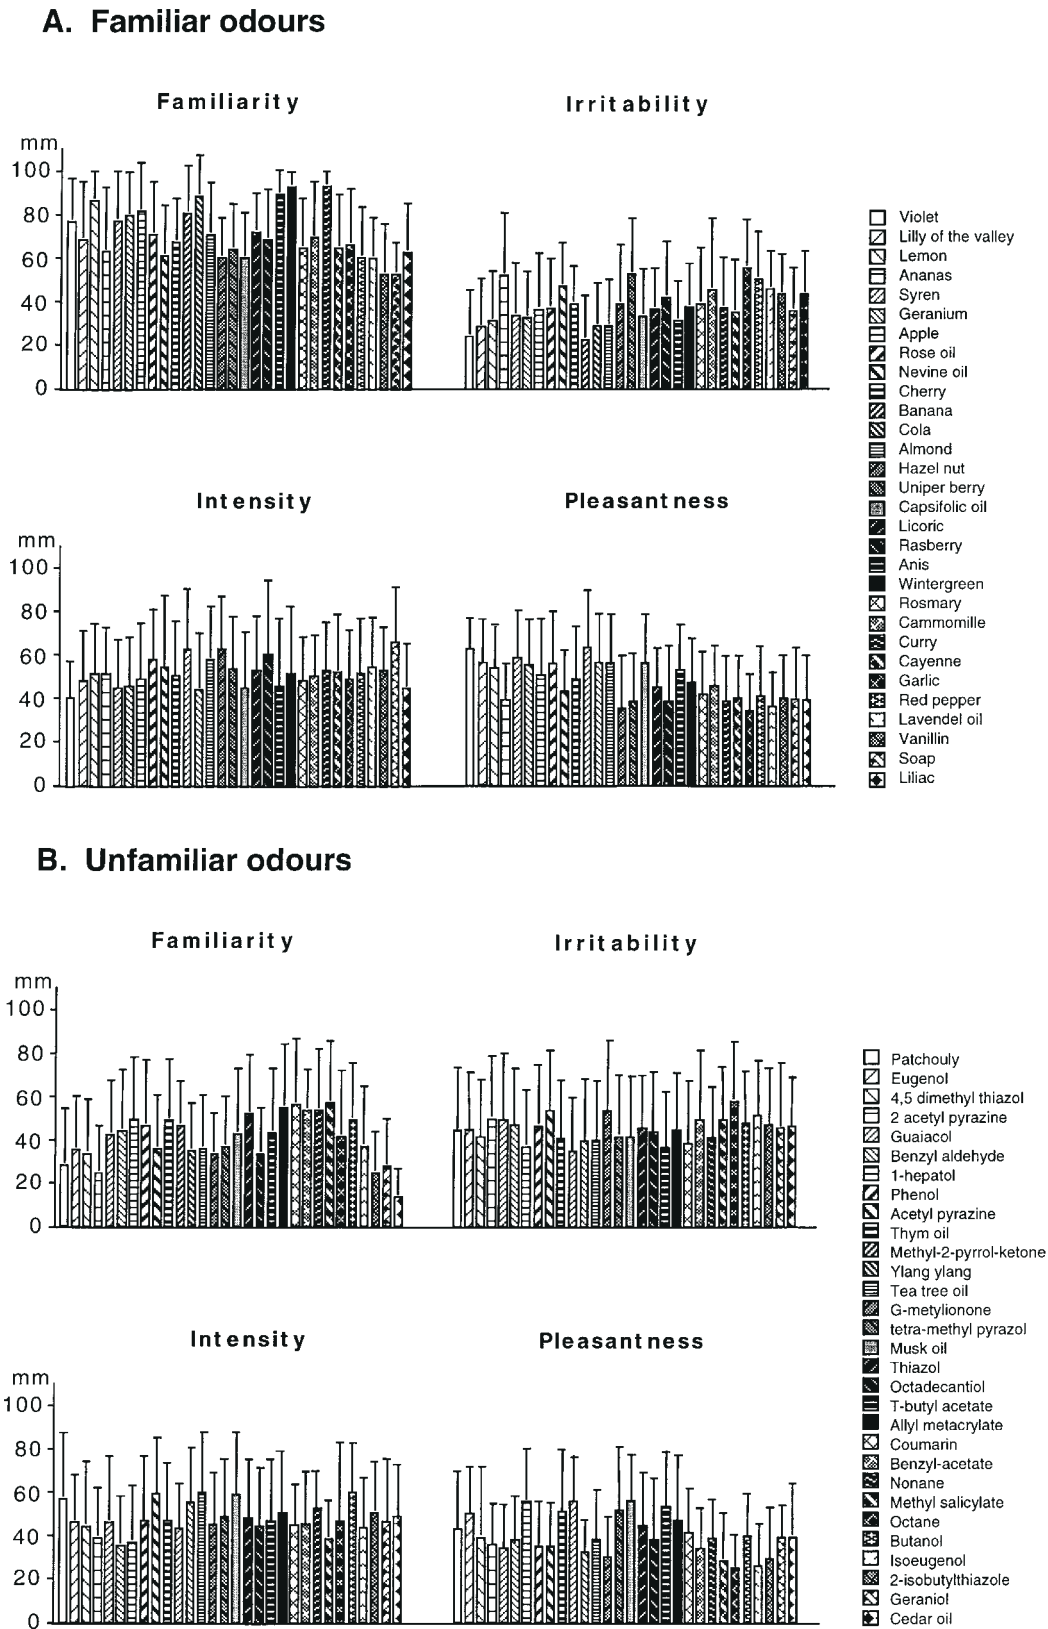 A. Familiar odours
Familiarity
Irritability
mm
100
80
60
40
20
0
Intensity
Pleasantness
mm
100
80
60
40
20
0
Violet
Lilly of the valley
Lemon
Ananas
Syren
Geranium
Apple
Rose oil
Nevine oil
Cherry
Banana
Cola
Almond
Hazel nut
Uniper berry
Capsifolic oil
Licoric
Rasberry
Anis
Wintergreen
Rosmary
Cammomille
Curry
Cayenne
Garlic
Red pepper
Lavendel oil
Vanillin
Soap
Liliac
B. Unfamiliar odours
Familiarity
Irritability
mm
100
80
60
40
20
0
Intensity
Pleasantness
mm
100
80
60
40
20
0
Patchouly
Eugenol
4,5 dimethyl thiazol
2 acetyl pyrazine
Guaiacol
Benzyl aldehyde
1-hepatol
Phenol
Acetyl pyrazine
Thym oil
Methyl-2-pyrrol-ketone
Ylang ylang
Tea tree oil
G-metylionone
tetra-methyl pyrazol
Musk oil
Thiazol
Octadecantiol
T-butyl acetate
Allyl metacrylate
Coumarin
Benzyl-acetate
Nonane
Methyl salicylate
Octane
Butanol
Isoeugenol
2-isobutylthiazole
Geraniol
Cedar oil